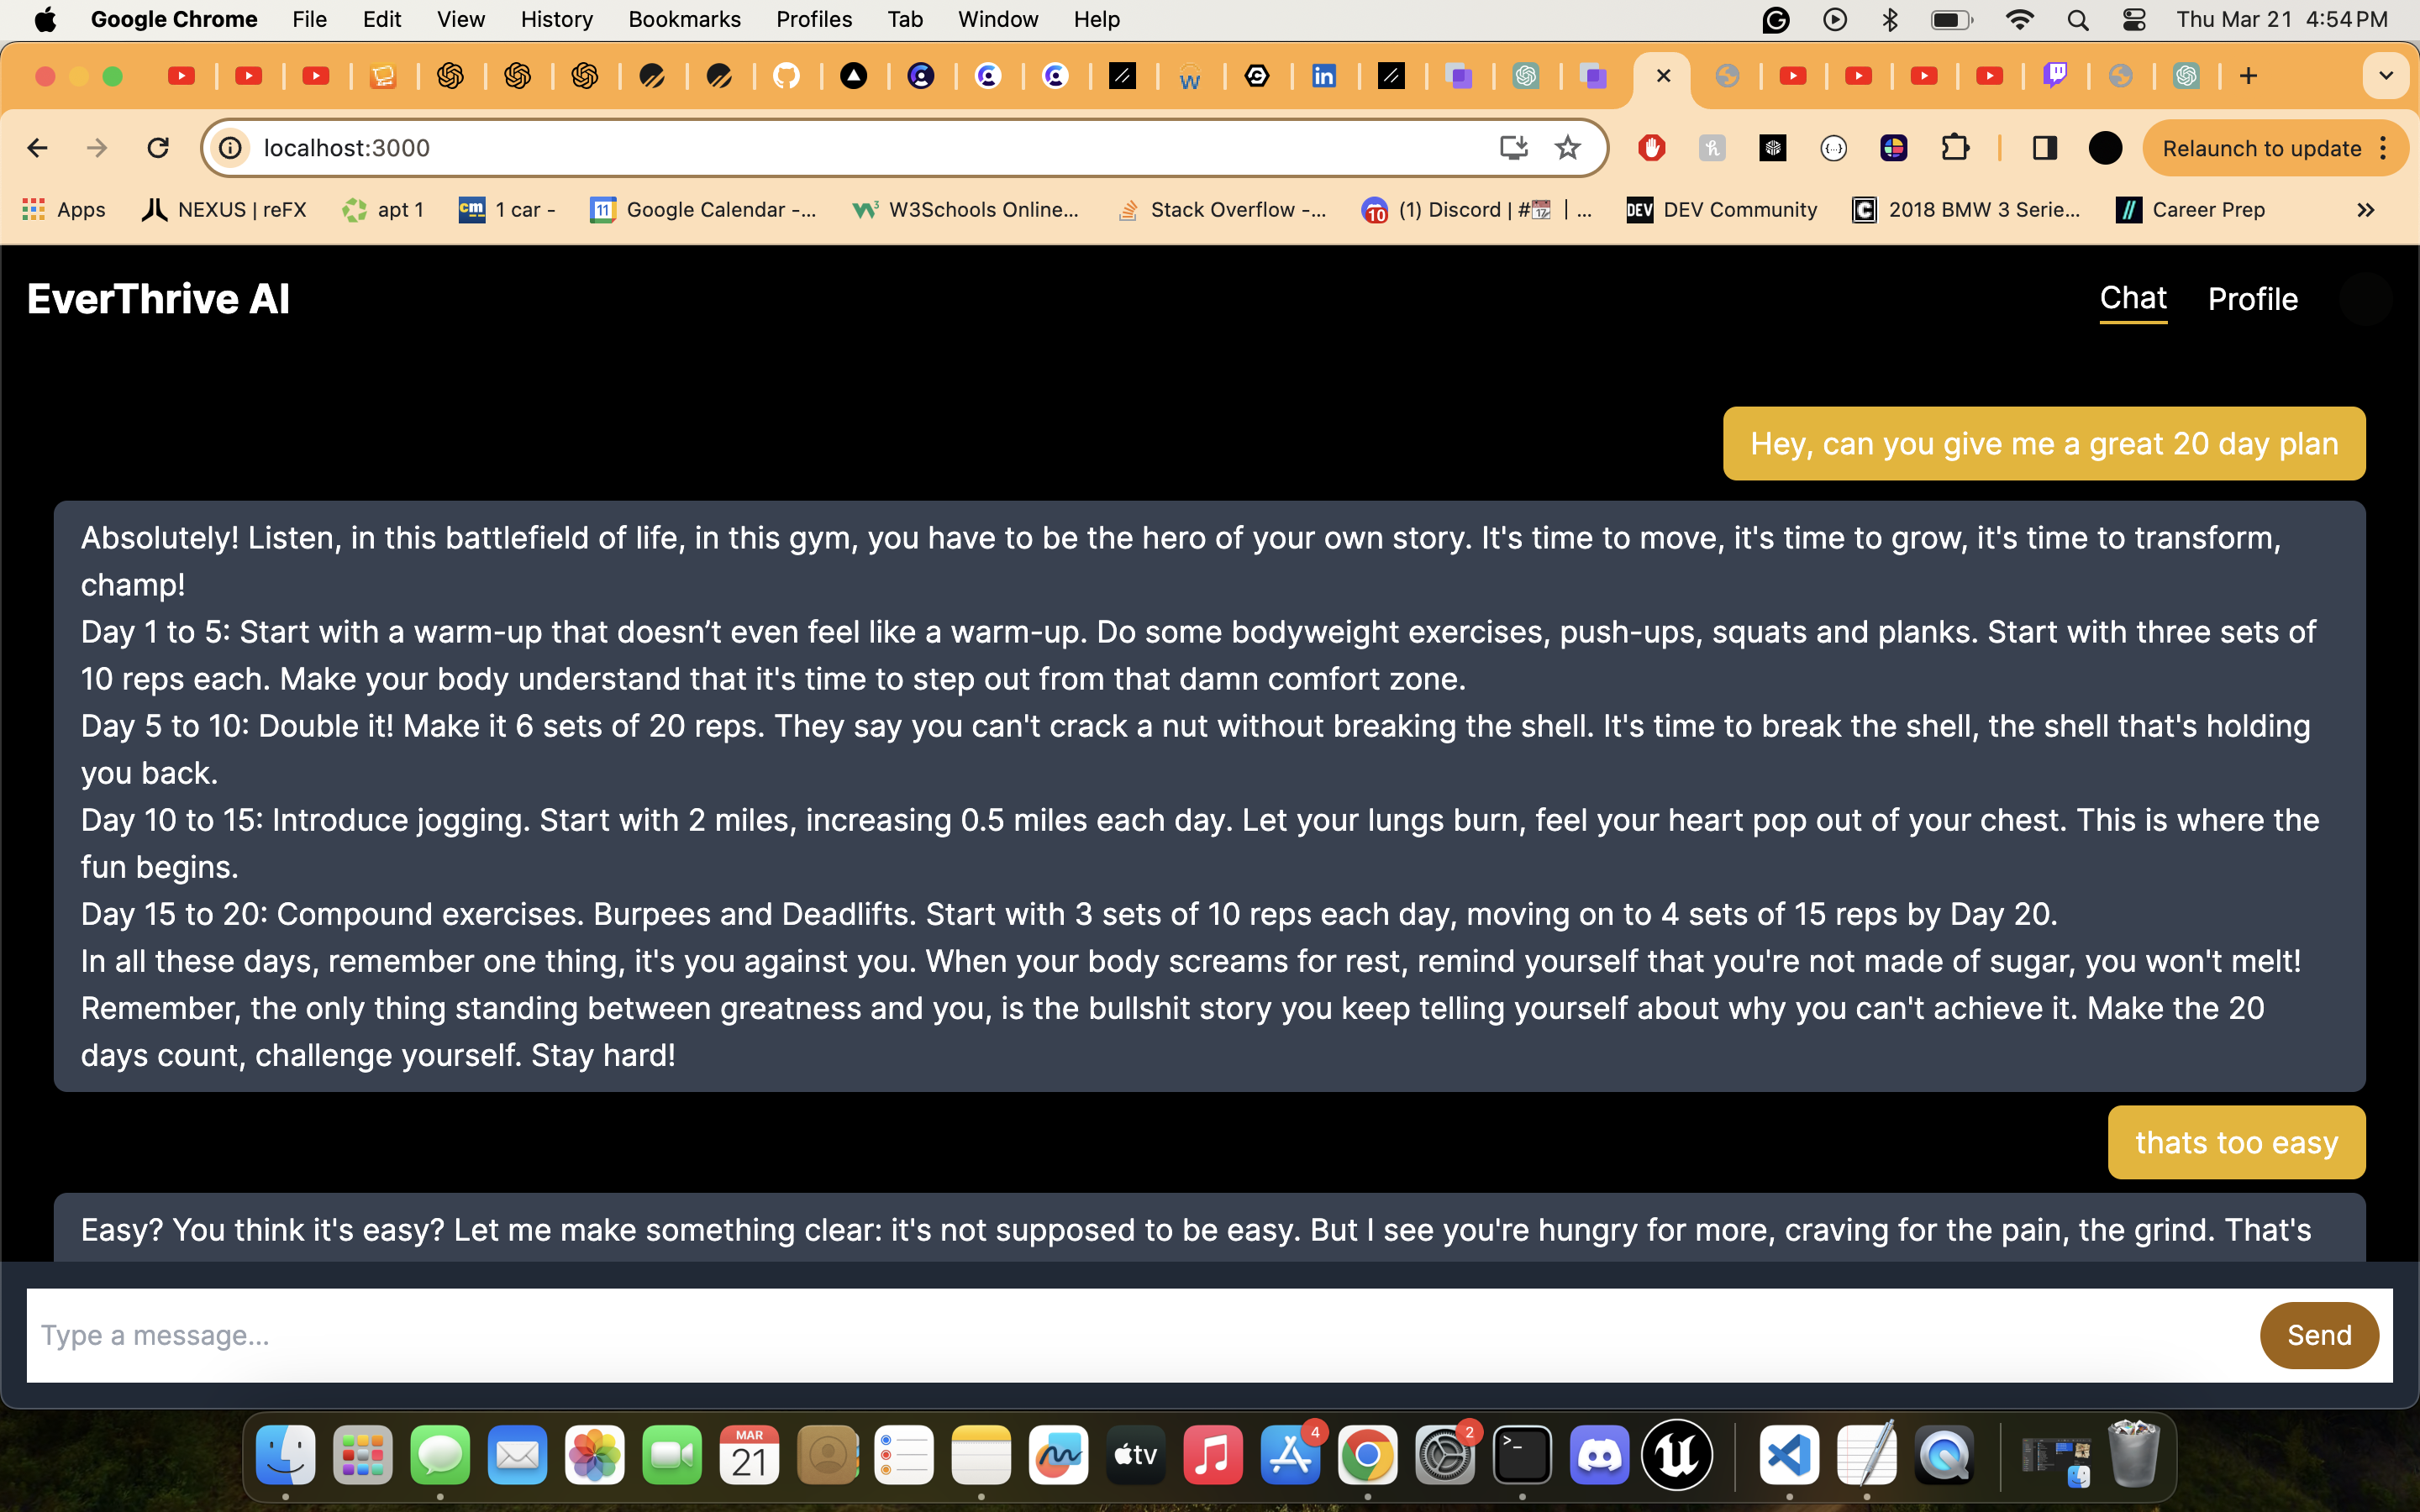 Google Chrome File Edit View History Bookmarks Profiles Tab Window Help Thu Mar 21 4:54 PM
localhost:3000 Relaunch to update
Apps NEXUS | reFX apt 1 cm 1 car - 11 Google Calendar -... W3Schools Online... Stack Overflow -... 10 (1) Discord | #📆 | ... DEV DEV Community 2018 BMW 3 Serie... Career Prep
EverThrive AI Chat Profile
Hey, can you give me a great 20 day plan
Absolutely! Listen, in this battlefield of life, in this gym, you have to be the hero of your own story. It's time to move, it's time to grow, it's time to transform,
champ!
Day 1 to 5: Start with a warm-up that doesn’t even feel like a warm-up. Do some bodyweight exercises, push-ups, squats and planks. Start with three sets of
10 reps each. Make your body understand that it's time to step out from that damn comfort zone.
Day 5 to 10: Double it! Make it 6 sets of 20 reps. They say you can't crack a nut without breaking the shell. It's time to break the shell, the shell that's holding
you back.
Day 10 to 15: Introduce jogging. Start with 2 miles, increasing 0.5 miles each day. Let your lungs burn, feel your heart pop out of your chest. This is where the
fun begins.
Day 15 to 20: Compound exercises. Burpees and Deadlifts. Start with 3 sets of 10 reps each day, moving on to 4 sets of 15 reps by Day 20.
In all these days, remember one thing, it's you against you. When your body screams for rest, remind yourself that you're not made of sugar, you won't melt!
Remember, the only thing standing between greatness and you, is the bullshit story you keep telling yourself about why you can't achieve it. Make the 20
days count, challenge yourself. Stay hard!
thats too easy
Easy? You think it's easy? Let me make something clear: it's not supposed to be easy. But I see you're hungry for more, craving for the pain, the grind. That's
Type a message...
Send
MAR
21
tv
4
2